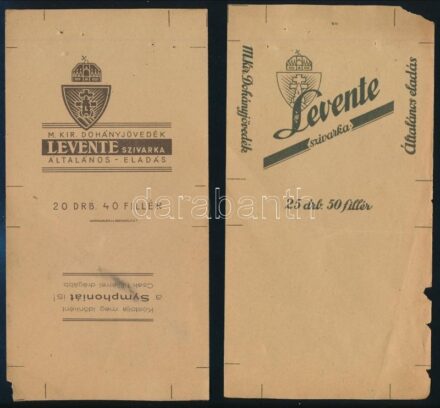 M. KIR. DOHÁNYJÖVEDÉK
LEVENTE SZIVARKA
ÁLTALÁNOS - ELADÁS
20 DRB. 40 FILLÉR
Kóstolja meg időnként
a Symphoniát is!
Csak 1 fillérrel drágább
M.Kir. Dohányjövedék
Levente
szivarka
Általános eladás
25 drb. 50 fillér
darabanth